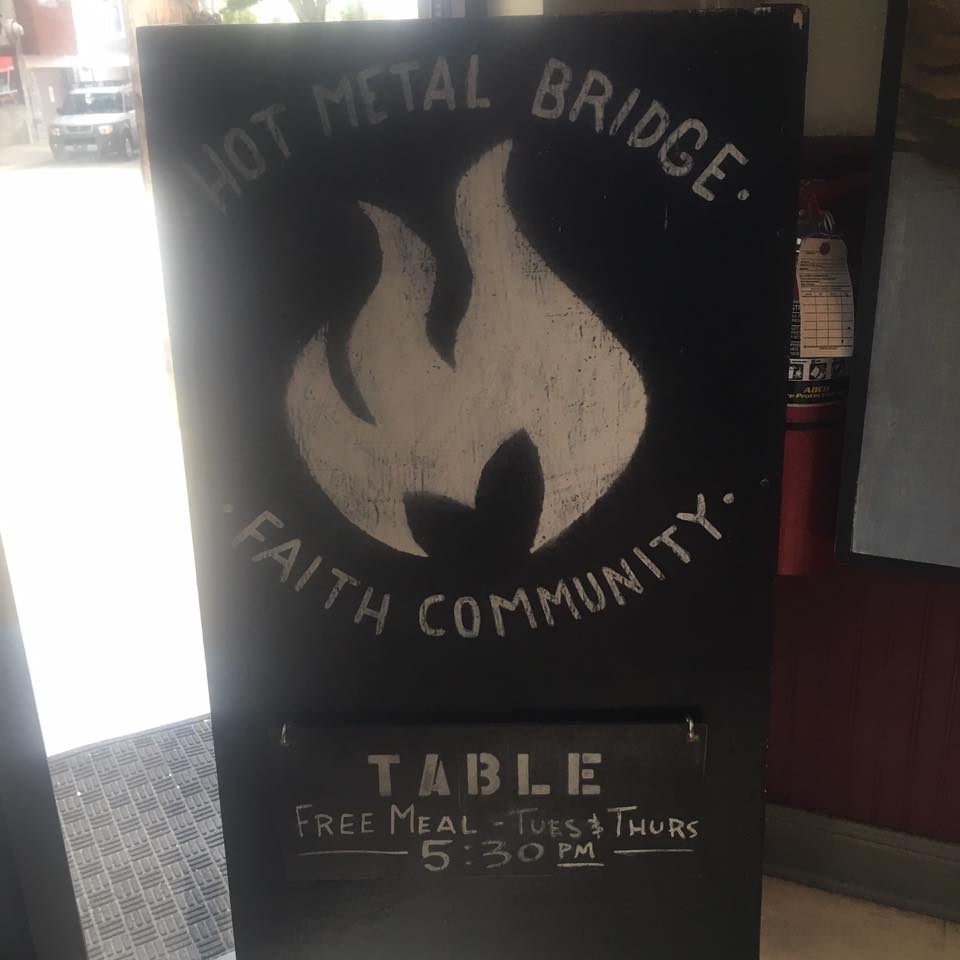 · HOT METAL BRIDGE ·
· FAITH COMMUNITY ·
TABLE
FREE MEAL - TUES & THURS
5:30 PM